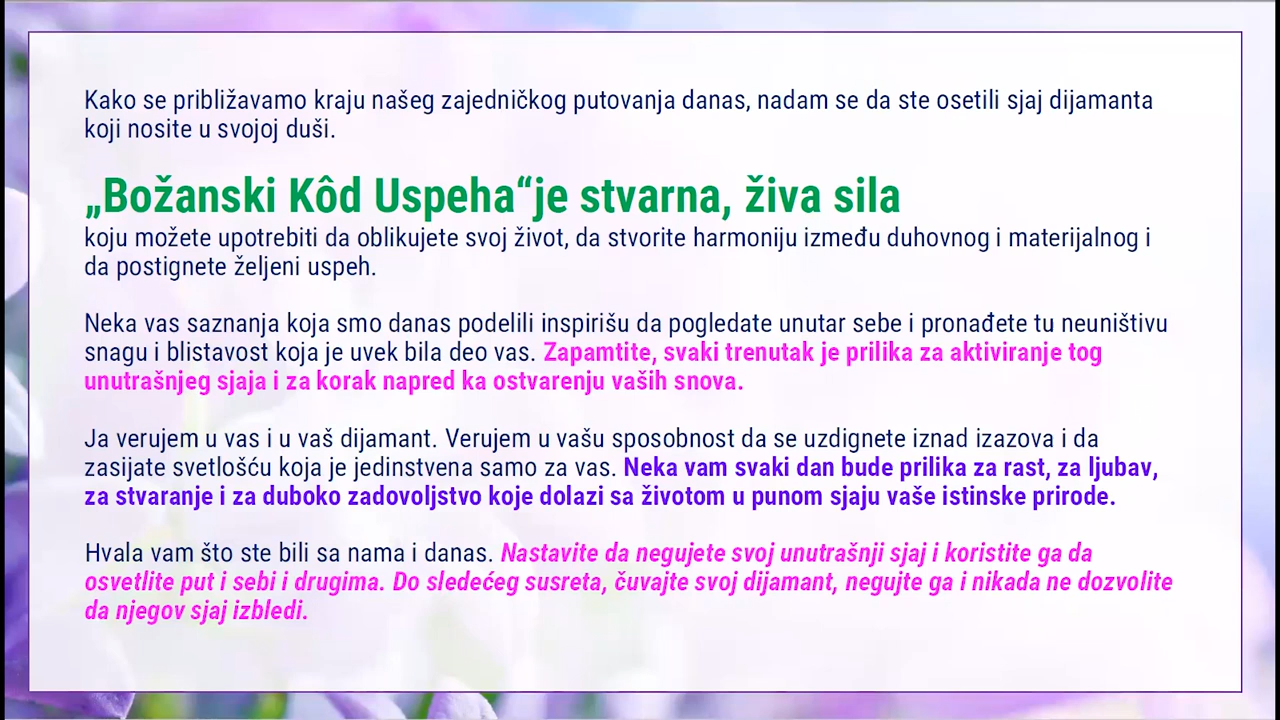 Kako se približavamo kraju našeg zajedničkog putovanja danas, nadam se da ste osetili sjaj dijamanta
koji nosite u svojoj duši.
„Božanski Kôd Uspeha“je stvarna, živa sila
koju možete upotrebiti da oblikujete svoj život, da stvorite harmoniju između duhovnog i materijalnog i
da postignete željeni uspeh.
Neka vas saznanja koja smo danas podelili inspirišu da pogledate unutar sebe i pronađete tu neuništivu
snagu i blistavost koja je uvek bila deo vas. Zapamtite, svaki trenutak je prilika za aktiviranje tog
unutrašnjeg sjaja i za korak napred ka ostvarenju vaših snova.
Ja verujem u vas i u vaš dijamant. Verujem u vašu sposobnost da se uzdignete iznad izazova i da
zasijate svetlošću koja je jedinstvena samo za vas. Neka vam svaki dan bude prilika za rast, za ljubav,
za stvaranje i za duboko zadovoljstvo koje dolazi sa životom u punom sjaju vaše istinske prirode.
Hvala vam što ste bili sa nama i danas. Nastavite da negujete svoj unutrašnji sjaj i koristite ga da
osvetlite put i sebi i drugima. Do sledećeg susreta, čuvajte svoj dijamant, negujte ga i nikada ne dozvolite
da njegov sjaj izbledi.